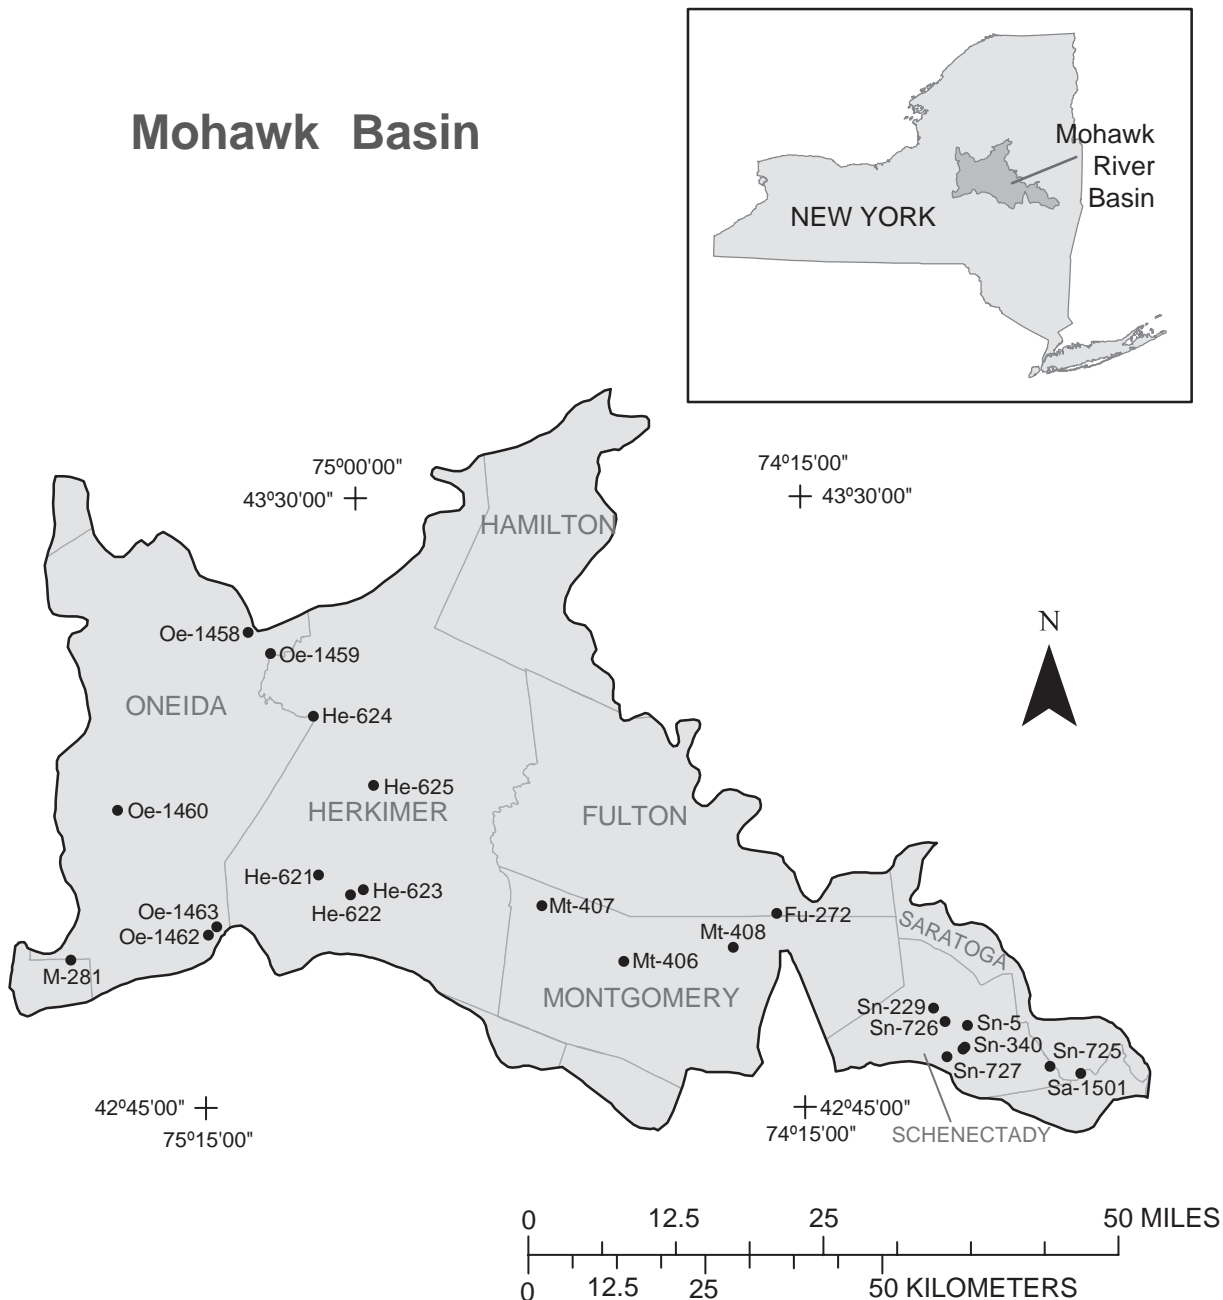 Mohawk Basin
Mohawk
River
Basin
NEW YORK
75º00'00"
43º30'00"
74º15'00"
43º30'00"
HAMILTON
N
Oe-1458
Oe-1459
ONEIDA
He-624
He-625
Oe-1460
HERKIMER
FULTON
He-621
He-623
He-622
Mt-407
Oe-1463
Oe-1462
Fu-272
Mt-408
SARATOGA
M-281
Mt-406
MONTGOMERY
Sn-229
Sn-726
Sn-5
Sn-340
Sn-725
Sn-727
Sa-1501
42º45'00"
75º15'00"
42º45'00"
74º15'00"
SCHENECTADY
0 12.5 25 50 MILES
0 12.5 25 50 KILOMETERS